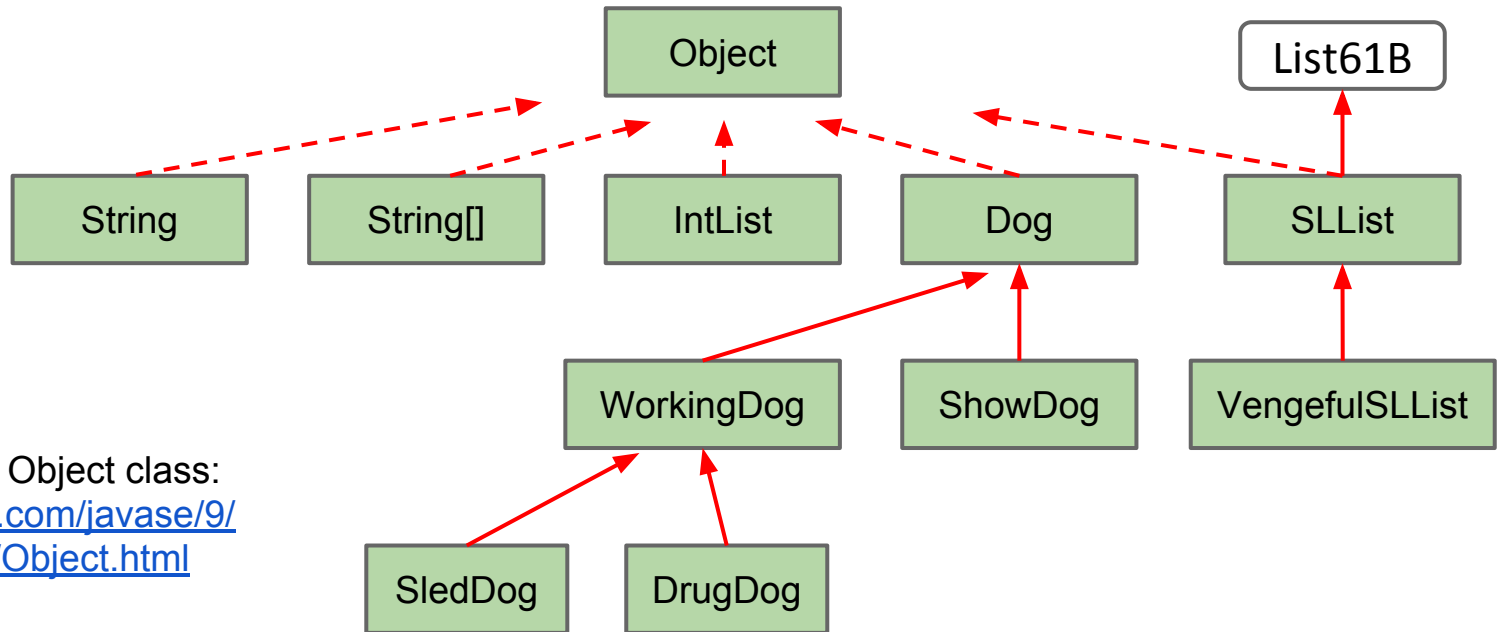 Object
List61B
String
String[]
IntList
Dog
SLList
WorkingDog
ShowDog
VengefulSLList
Object class:
.com/javase/9/
/Object.html
SledDog
DrugDog